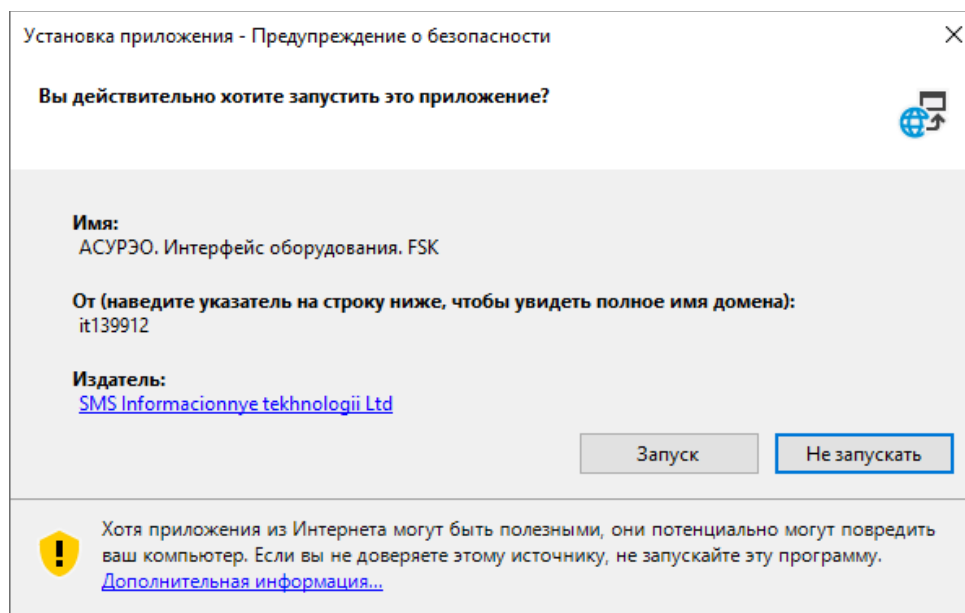 Установка приложения - Предупреждение о безопасности
Вы действительно хотите запустить это приложение?
Имя:
АСУРЭО. Интерфейс оборудования. FSK
От (наведите указатель на строку ниже, чтобы увидеть полное имя домена):
it139912
Издатель:
SMS Informacionnye tekhnologii Ltd
Запуск
Не запускать
Хотя приложения из Интернета могут быть полезными, они потенциально могут повредить
ваш компьютер. Если вы не доверяете этому источнику, не запускайте эту программу.
Дополнительная информация...